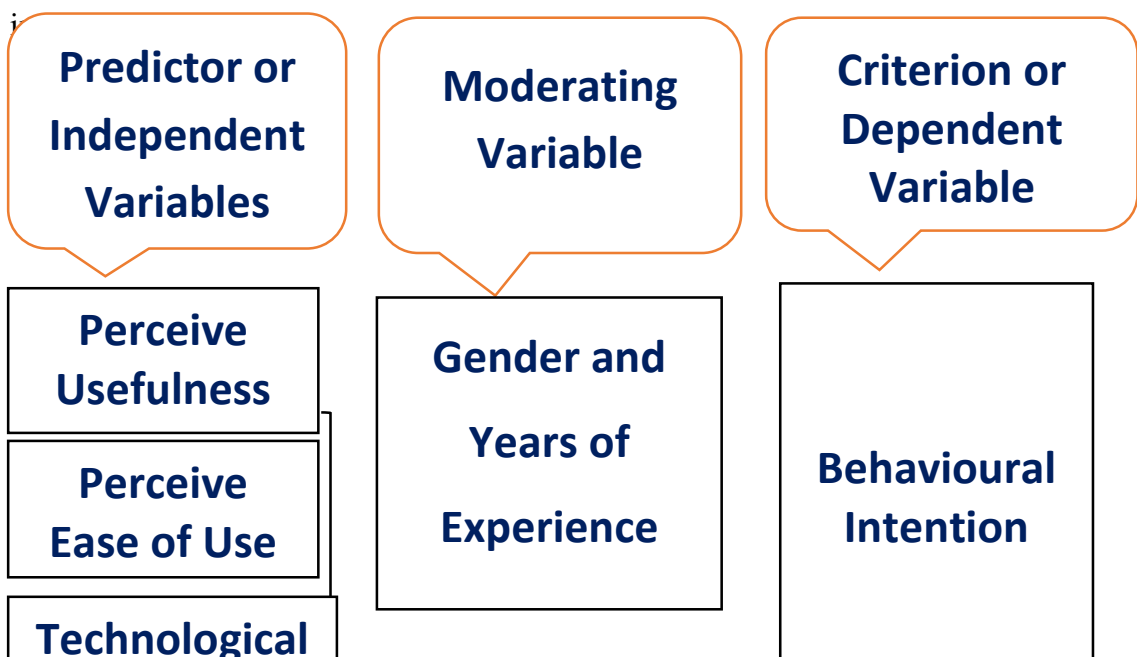 Predictor or
Independent
Variables
Moderating
Variable
Criterion or
Dependent
Variable
Perceive
Usefulness
Perceive
Ease of Use
Technological
Gender and
Years of
Experience
Behavioural
Intention